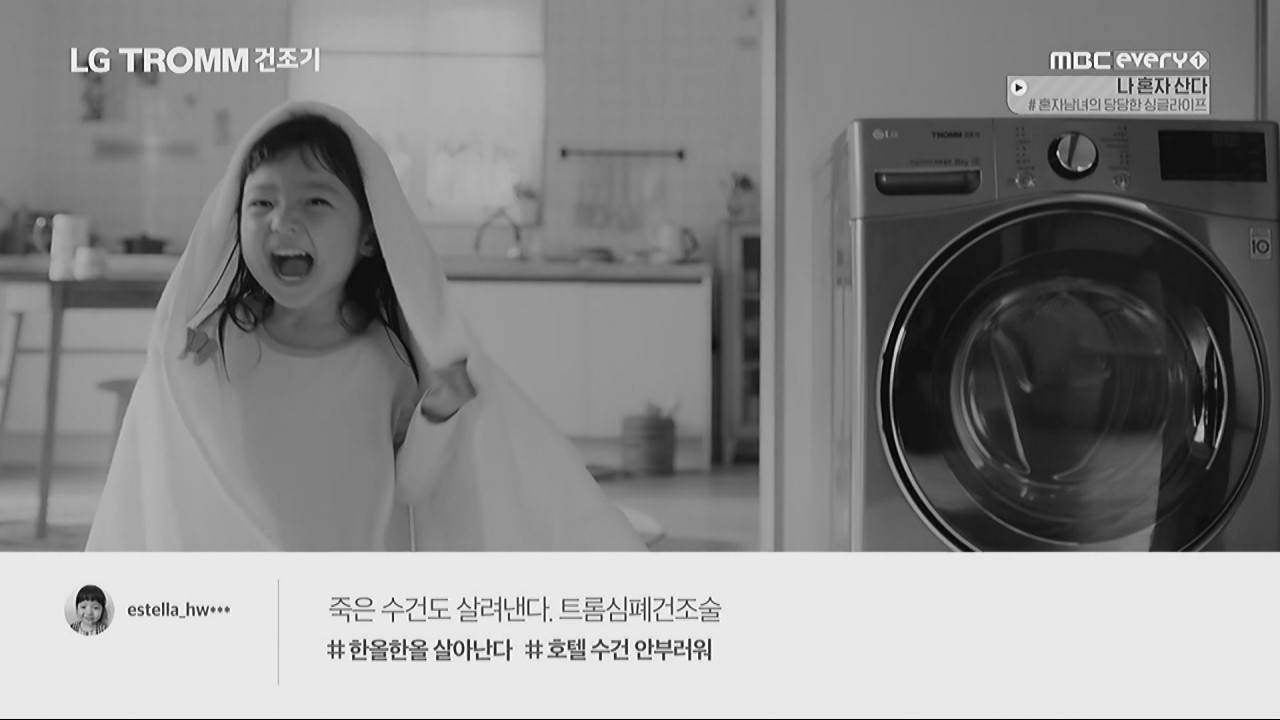 LG TROMM 건조기
MBC every1
나 혼자 산다
# 혼자남녀의 당당한 싱글라이프
LG
TROMM
10
estella_hw***
죽은 수건도 살려낸다. 트롬심폐건조술
# 한올한올 살아난다 # 호텔 수건 안부러워